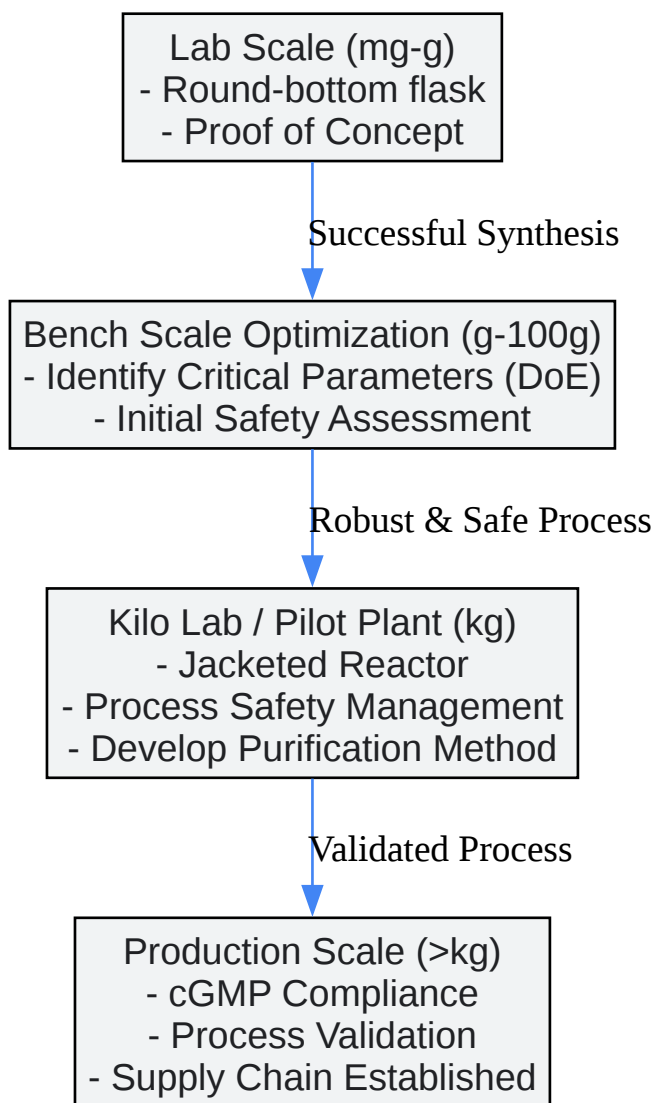 Lab Scale (mg-g)
- Round-bottom flask
- Proof of Concept
Successful Synthesis
Bench Scale Optimization (g-100g)
- Identify Critical Parameters (DoE)
- Initial Safety Assessment
Robust & Safe Process
Kilo Lab / Pilot Plant (kg)
- Jacketed Reactor
- Process Safety Management
- Develop Purification Method
Validated Process
Production Scale (>kg)
- cGMP Compliance
- Process Validation
- Supply Chain Established